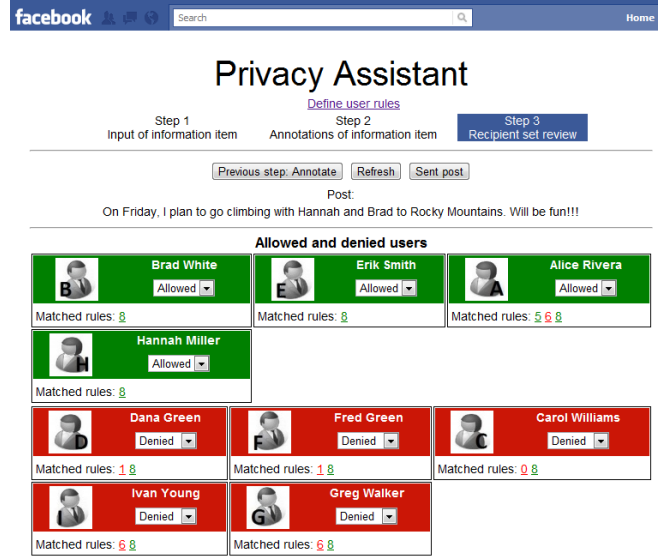 facebook Search Home
Privacy Assistant
Define user rules
Step 1 Step 2 Step 3
Input of information item Annotations of information item Recipient set review
Previous step: Annotate Refresh Sent post
Post:
On Friday, I plan to go climbing with Hannah and Brad to Rocky Mountains. Will be fun!!!
Allowed and denied users
B Brad White E Erik Smith A Alice Rivera
Allowed Allowed Allowed
Matched rules: 8 Matched rules: 8 Matched rules: 5 6 8
H Hannah Miller
Allowed
Matched rules: 8
D Dana Green F Fred Green C Carol Williams
Denied Denied Denied
Matched rules: 1 8 Matched rules: 1 8 Matched rules: 0 8
I Ivan Young G Greg Walker
Denied Denied
Matched rules: 6 8 Matched rules: 6 8